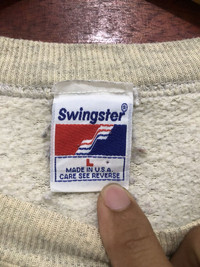 Swingster®
L
MADE IN U.S.A.
CARE SEE REVERSE